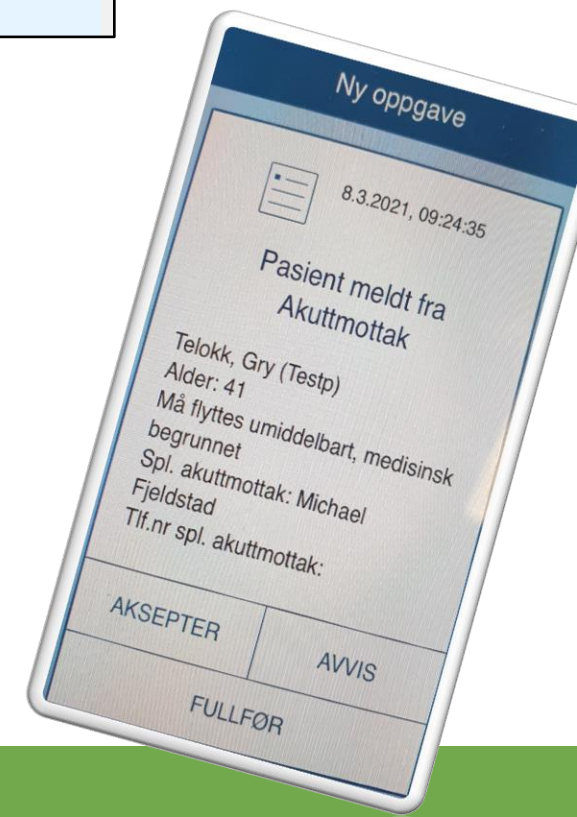 Ny oppgave
8.3.2021, 09:24:35
Pasient meldt fra
Akuttmottak
Telokk, Gry (Testp)
Alder: 41
Må flyttes umiddelbart, medisinsk
begrunnet
Spl. akuttmottak: Michael
Fjeldstad
Tlf.nr spl. akuttmottak:
AKSEPTER
AVVIS
FULLFØR